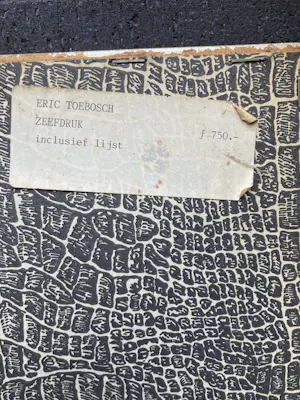 ERIC TOEBOSCH
ZEEFDRUK ƒ 750.-
inclusief lijst